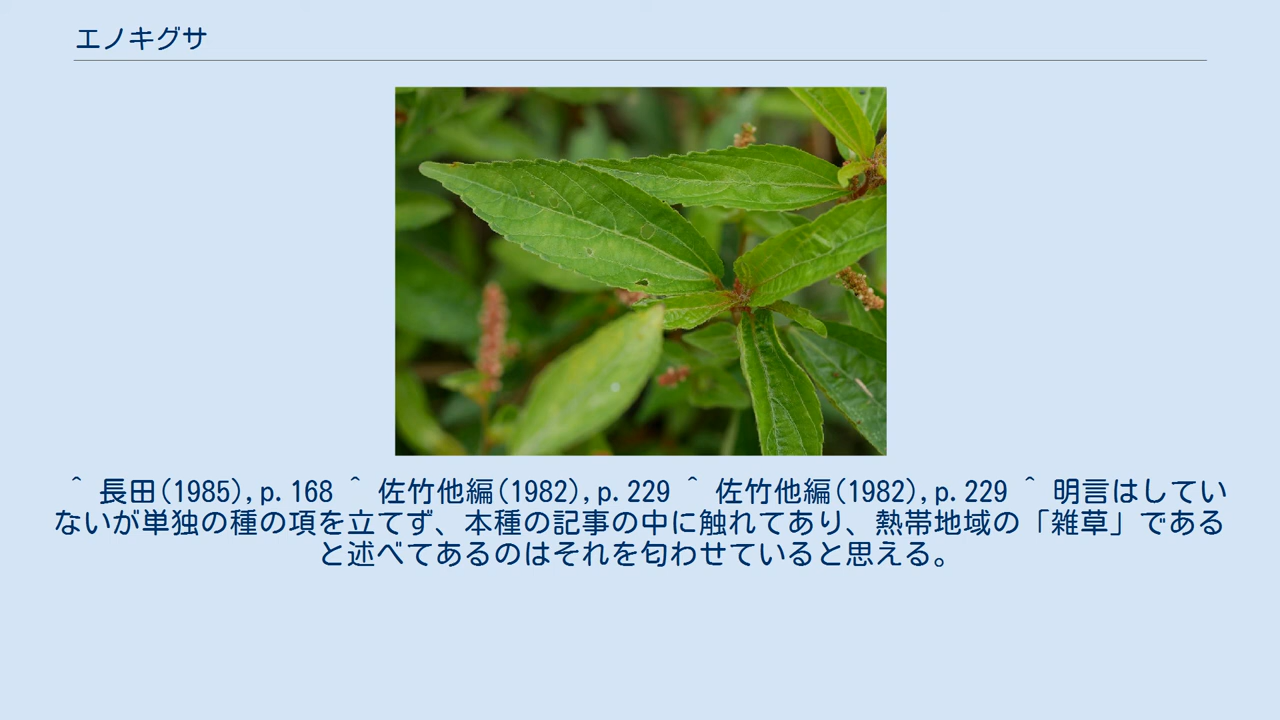 エノキグサ
^ 長田(1985),p.168 ^ 佐竹他編(1982),p.229 ^ 佐竹他編(1982),p.229 ^ 明言はしてい
ないが単独の種の項を立てず、本種の記事の中に触れてあり、熱帯地域の「雑草」である
と述べてあるのはそれを匂わせていると思える。